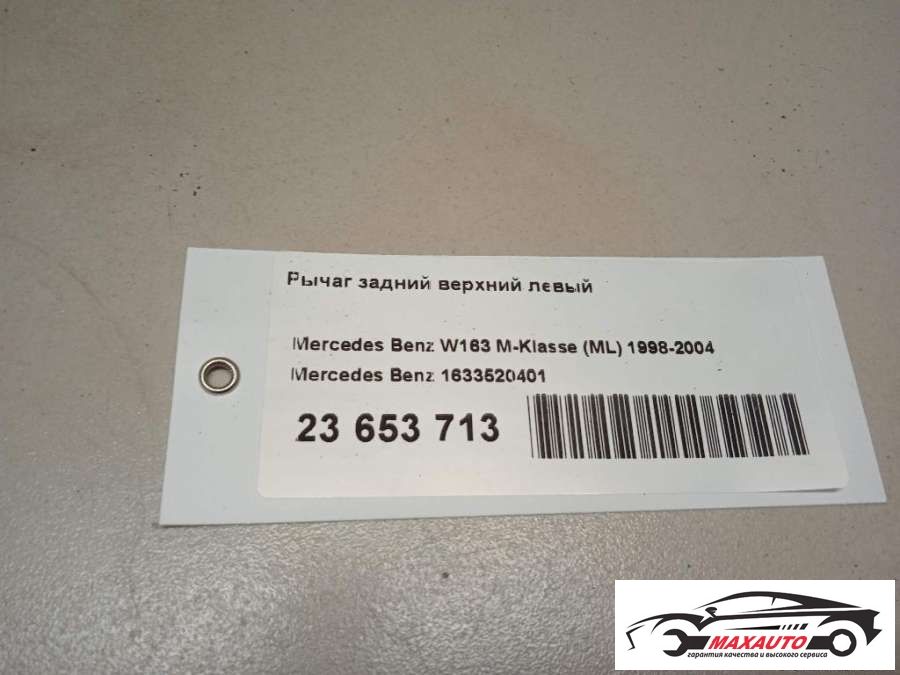 Рычаг задний верхний левый
Mercedes Benz W163 M-Klasse (ML) 1998-2004
Mercedes Benz 1633520401
23 653 713
MAXAUTO
гарантия качества и высокого сервиса